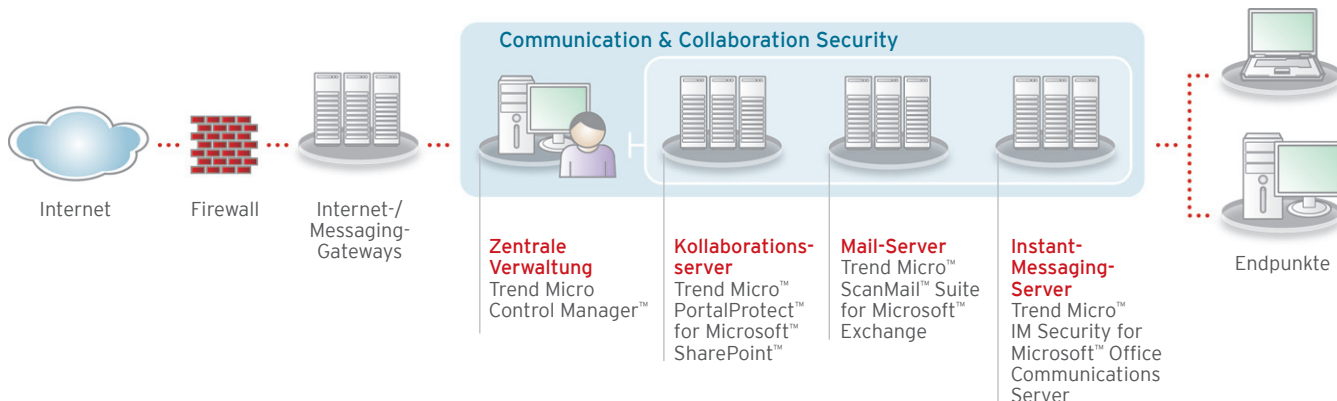 Communication & Collaboration Security
Internet
Firewall
Internet-/
Messaging-
Gateways
Zentrale
Verwaltung
Trend Micro
Control Manager™
Kollaborations-
server
Trend Micro™
PortalProtect™
for Microsoft™
SharePoint™
Mail-Server
Trend Micro™
ScanMail™ Suite
for Microsoft™
Exchange
Instant-
Messaging-
Server
Trend Micro™
IM Security for
Microsoft™ Office
Communications
Server
Endpunkte